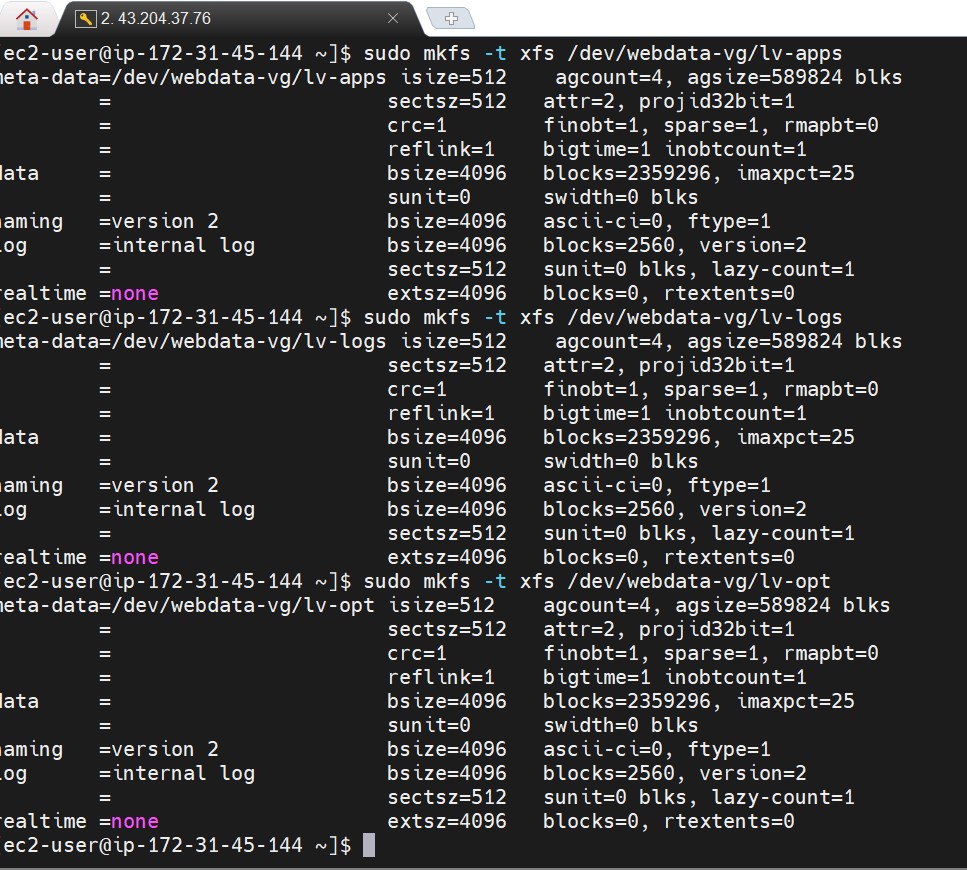 2. 43.204.37.76
ec2-user@ip-172-31-45-144 ~]$ sudo mkfs -t xfs /dev/webdata-vg/lv-apps
meta-data=/dev/webdata-vg/lv-apps isize=512    agcount=4, agsize=589824 blks
=                       sectsz=512   attr=2, projid32bit=1
=                       crc=1        finobt=1, sparse=1, rmapbt=0
=                       reflink=1    bigtime=1 inobtcount=1
data     =                       bsize=4096   blocks=2359296, imaxpct=25
=                       sunit=0      swidth=0 blks
naming   =version 2              bsize=4096   ascii-ci=0, ftype=1
log      =internal log           bsize=4096   blocks=2560, version=2
=                       sectsz=512   sunit=0 blks, lazy-count=1
realtime =none                   extsz=4096   blocks=0, rtextents=0
ec2-user@ip-172-31-45-144 ~]$ sudo mkfs -t xfs /dev/webdata-vg/lv-logs
meta-data=/dev/webdata-vg/lv-logs isize=512    agcount=4, agsize=589824 blks
=                       sectsz=512   attr=2, projid32bit=1
=                       crc=1        finobt=1, sparse=1, rmapbt=0
=                       reflink=1    bigtime=1 inobtcount=1
data     =                       bsize=4096   blocks=2359296, imaxpct=25
=                       sunit=0      swidth=0 blks
naming   =version 2              bsize=4096   ascii-ci=0, ftype=1
log      =internal log           bsize=4096   blocks=2560, version=2
=                       sectsz=512   sunit=0 blks, lazy-count=1
realtime =none                   extsz=4096   blocks=0, rtextents=0
ec2-user@ip-172-31-45-144 ~]$ sudo mkfs -t xfs /dev/webdata-vg/lv-opt
meta-data=/dev/webdata-vg/lv-opt isize=512    agcount=4, agsize=589824 blks
=                       sectsz=512   attr=2, projid32bit=1
=                       crc=1        finobt=1, sparse=1, rmapbt=0
=                       reflink=1    bigtime=1 inobtcount=1
data     =                       bsize=4096   blocks=2359296, imaxpct=25
=                       sunit=0      swidth=0 blks
naming   =version 2              bsize=4096   ascii-ci=0, ftype=1
log      =internal log           bsize=4096   blocks=2560, version=2
=                       sectsz=512   sunit=0 blks, lazy-count=1
realtime =none                   extsz=4096   blocks=0, rtextents=0
ec2-user@ip-172-31-45-144 ~]$